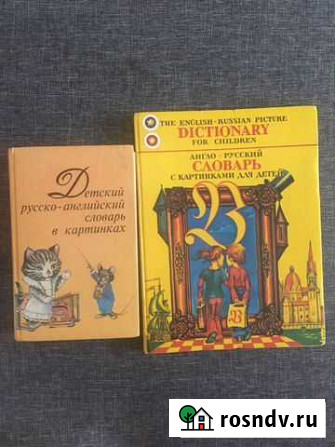 Детский
русско-английский
словарь
в картинках
THE ENGLISH-RUSSIAN PICTURE
DICTIONARY
FOR CHILDREN
АНГЛО-РУССКИЙ
СЛОВАРЬ
С КАРТИНКАМИ ДЛЯ ДЕТЕЙ
B
B
rosndv.ru